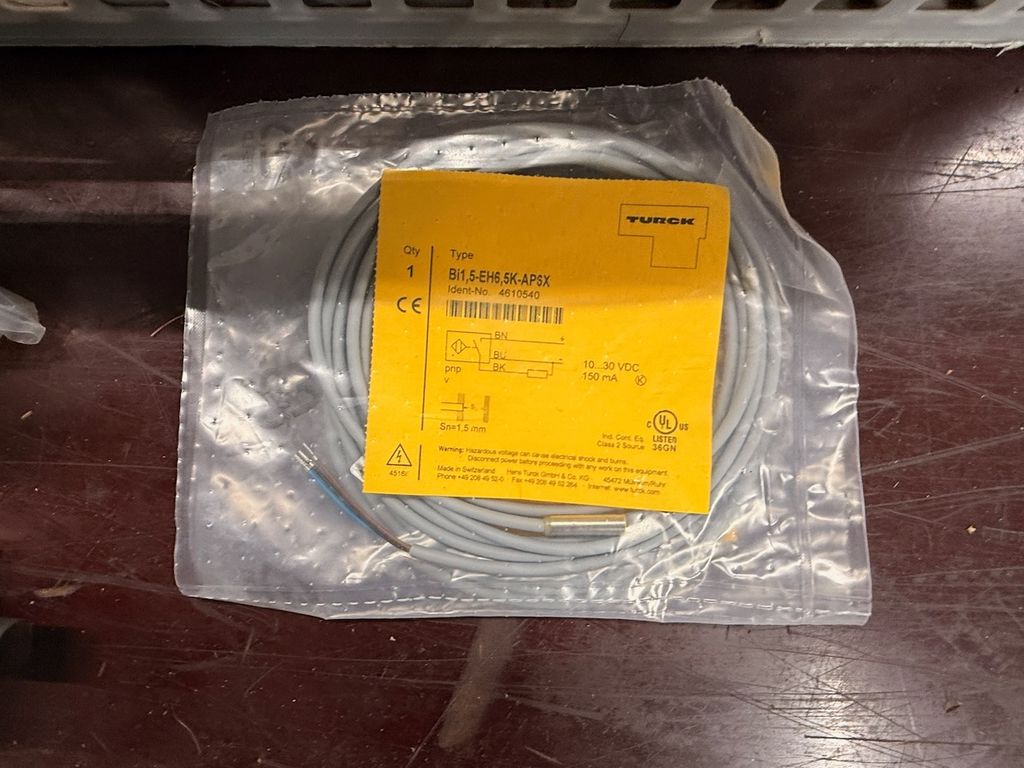 TURCK
Qty
1
Type
Bi1,5-EH6,5K-AP6X
Ident-No. 4610540
CE
BN
+
BU
-
BK
pnp
10...30 VDC
150 mA K
Sn=1,5 mm
C UL US
LISTED
36GN
Ind. Cont. Eq.
Class 2 Source
Warning: Hazardous voltage can cause electrical shock and burns.
Disconnect power before proceeding with any work on this equipment.
Made in Switzerland Hans Turck GmbH & Co. KG 45472 Mülheim/Ruhr
Phone +49 208 49 52-0 Fax +49 208 49 52 264 Internet: www.turck.com